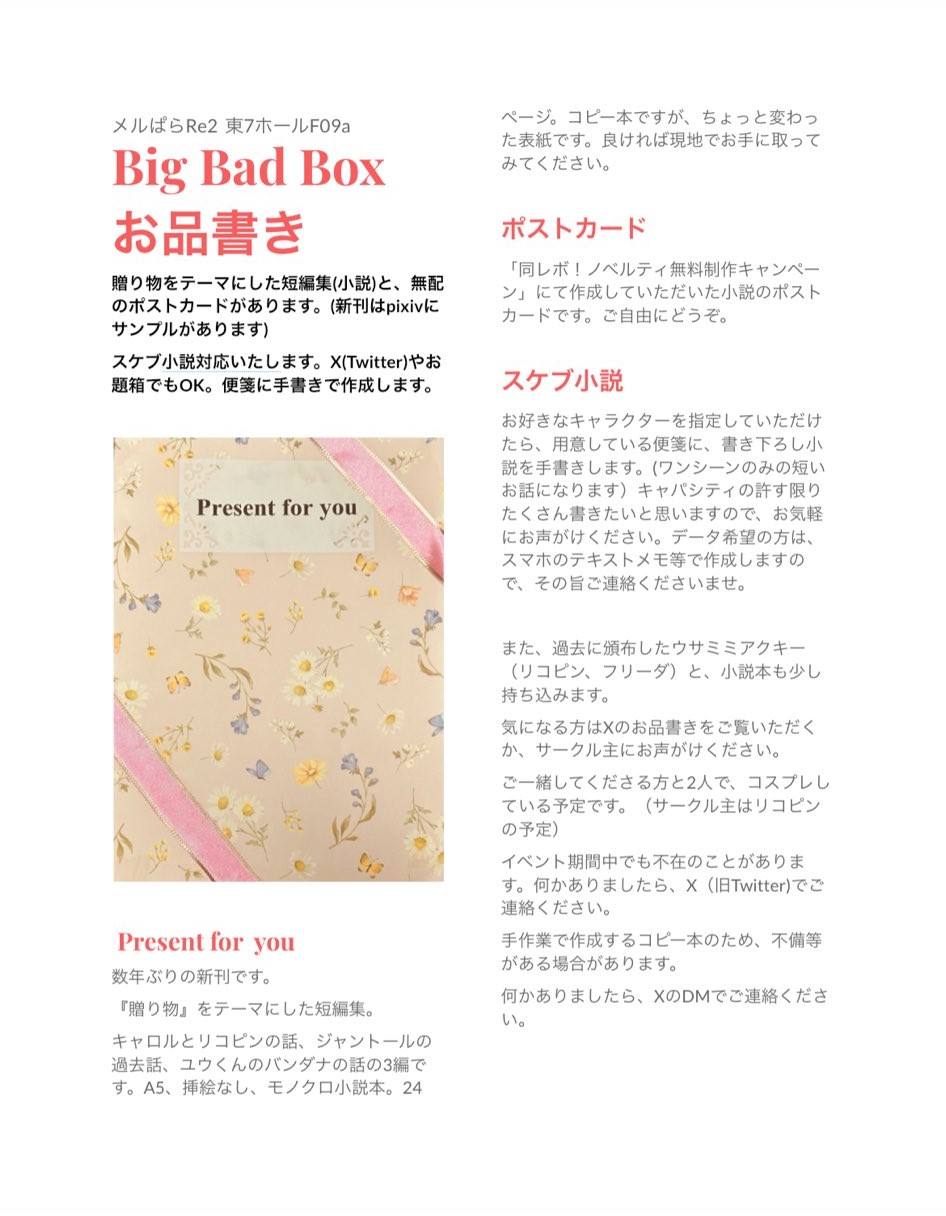 メルぱらRe2 東7ホールF09a
Big Bad Box
お品書き
贈り物をテーマにした短編集(小説)と、無配
のポストカードがあります。(新刊はpixivに
サンプルがあります)
スケブ小説対応いたします。X(Twitter)やお
題箱でもOK。便箋に手書きで作成します。
Present for you
Present for you
数年ぶりの新刊です。
『贈り物』をテーマにした短編集。
キャロルとリコピンの話、ジャントールの
過去話、ユウくんのバンダナの話の3編で
す。A5、挿絵なし、モノクロ小説本。24
ページ。コピー本ですが、ちょっと変わっ
た表紙です。良ければ現地でお手に取って
みてください。
ポストカード
「同レボ！ノベルティ無料制作キャンペー
ン」にて作成していただいた小説のポスト
カードです。ご自由にどうぞ。
スケブ小説
お好きなキャラクターを指定していただけ
たら、用意している便箋に、書き下ろし小
説を手書きします。(ワンシーンのみの短い
お話になります）キャパシティの許す限り
たくさん書きたいと思いますので、お気軽
にお声がけください。データ希望の方は、
スマホのテキストメモ等で作成しますの
で、その旨ご連絡くださいませ。
また、過去に頒布したウサミミアクキー
（リコピン、フリーダ）と、小説本も少し
持ち込みます。
気になる方はXのお品書きをご覧いただく
か、サークル主にお声がけください。
ご一緒してくださる方と2人で、コスプレし
ている予定です。（サークル主はリコピン
の予定）
イベント期間中でも不在のことがありま
す。何かありましたら、X（旧Twitter)でご
連絡ください。
手作業で作成するコピー本のため、不備等
がある場合があります。
何かありましたら、XのDMでご連絡くださ
い。